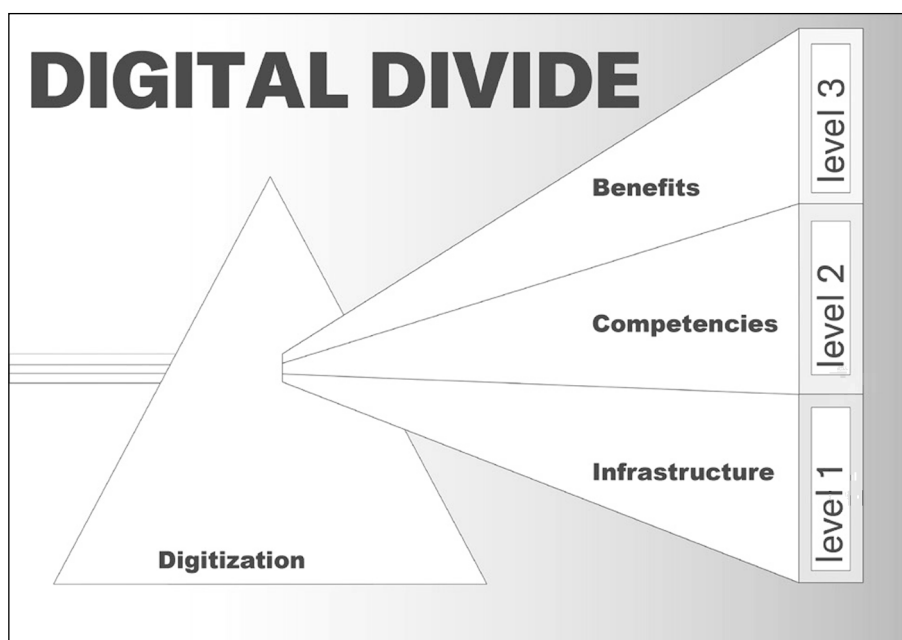 DIGITAL DIVIDE
Benefits
level 3
Competencies
level 2
Infrastructure
level 1
Digitization